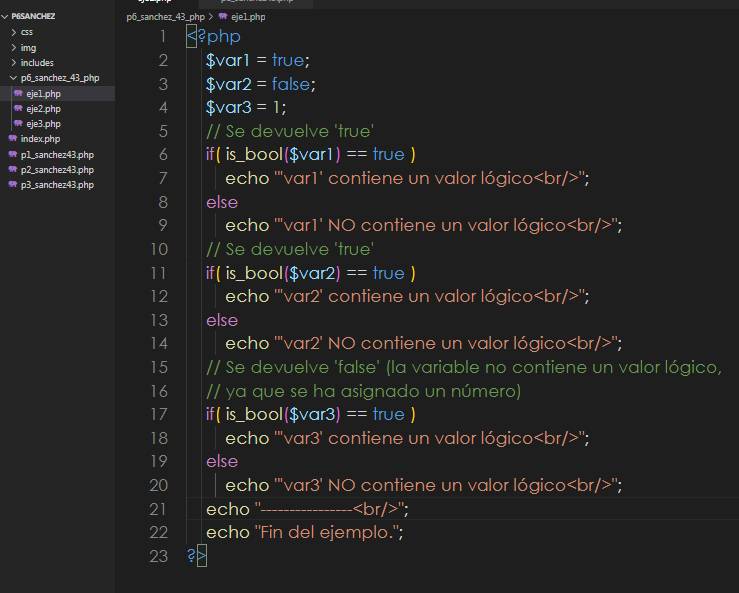 P6SANCHEZ
css
img
includes
p6_sanchez_43_php
eje1.php
eje2.php
eje3.php
index.php
p1_sanchez43.php
p2_sanchez43.php
p3_sanchez43.php
p6_sanchez_43_php > eje1.php
1 <?php
2 $var1 = true;
3 $var2 = false;
4 $var3 = 1;
5 // Se devuelve 'true'
6 if( is_bool($var1) == true )
7 echo "'var1' contiene un valor lógico<br/>";
8 else
9 echo "'var1' NO contiene un valor lógico<br/>";
10 // Se devuelve 'true'
11 if( is_bool($var2) == true )
12 echo "'var2' contiene un valor lógico<br/>";
13 else
14 echo "'var2' NO contiene un valor lógico<br/>";
15 // Se devuelve 'false' (la variable no contiene un valor lógico,
16 // ya que se ha asignado un número)
17 if( is_bool($var3) == true )
18 echo "'var3' contiene un valor lógico<br/>";
19 else
20 echo "'var3' NO contiene un valor lógico<br/>";
21 echo "----------------<br/>";
22 echo "Fin del ejemplo.";
23 ?>